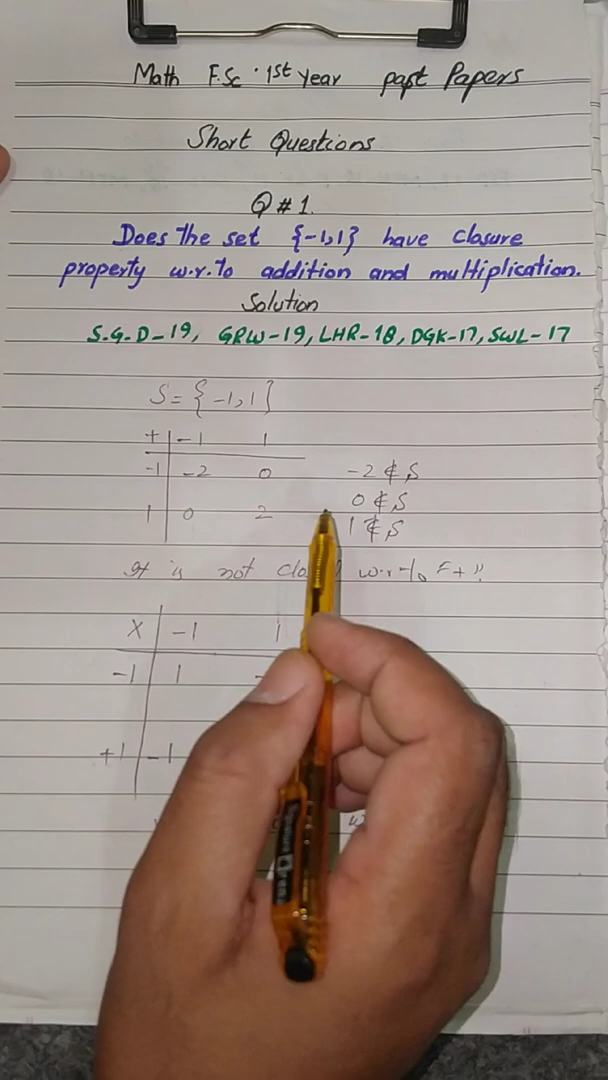 Math F.Sc. 1st year past Papers
Short Questions
Q # 1.
Does the set {-1,1} have closure
property w.r.to addition and multiplication.
Solution
S.G.D-19, GRW-19, LHR-18, DGK-17, SWL-17
S = {-1,1}
+ -1 1
-1 -2 0 -2 ∉ S
0 ∉ S
1 0 2 1 ∉ S
It is not w.r.to "+".
X -1 1
-1 1
+1 -1